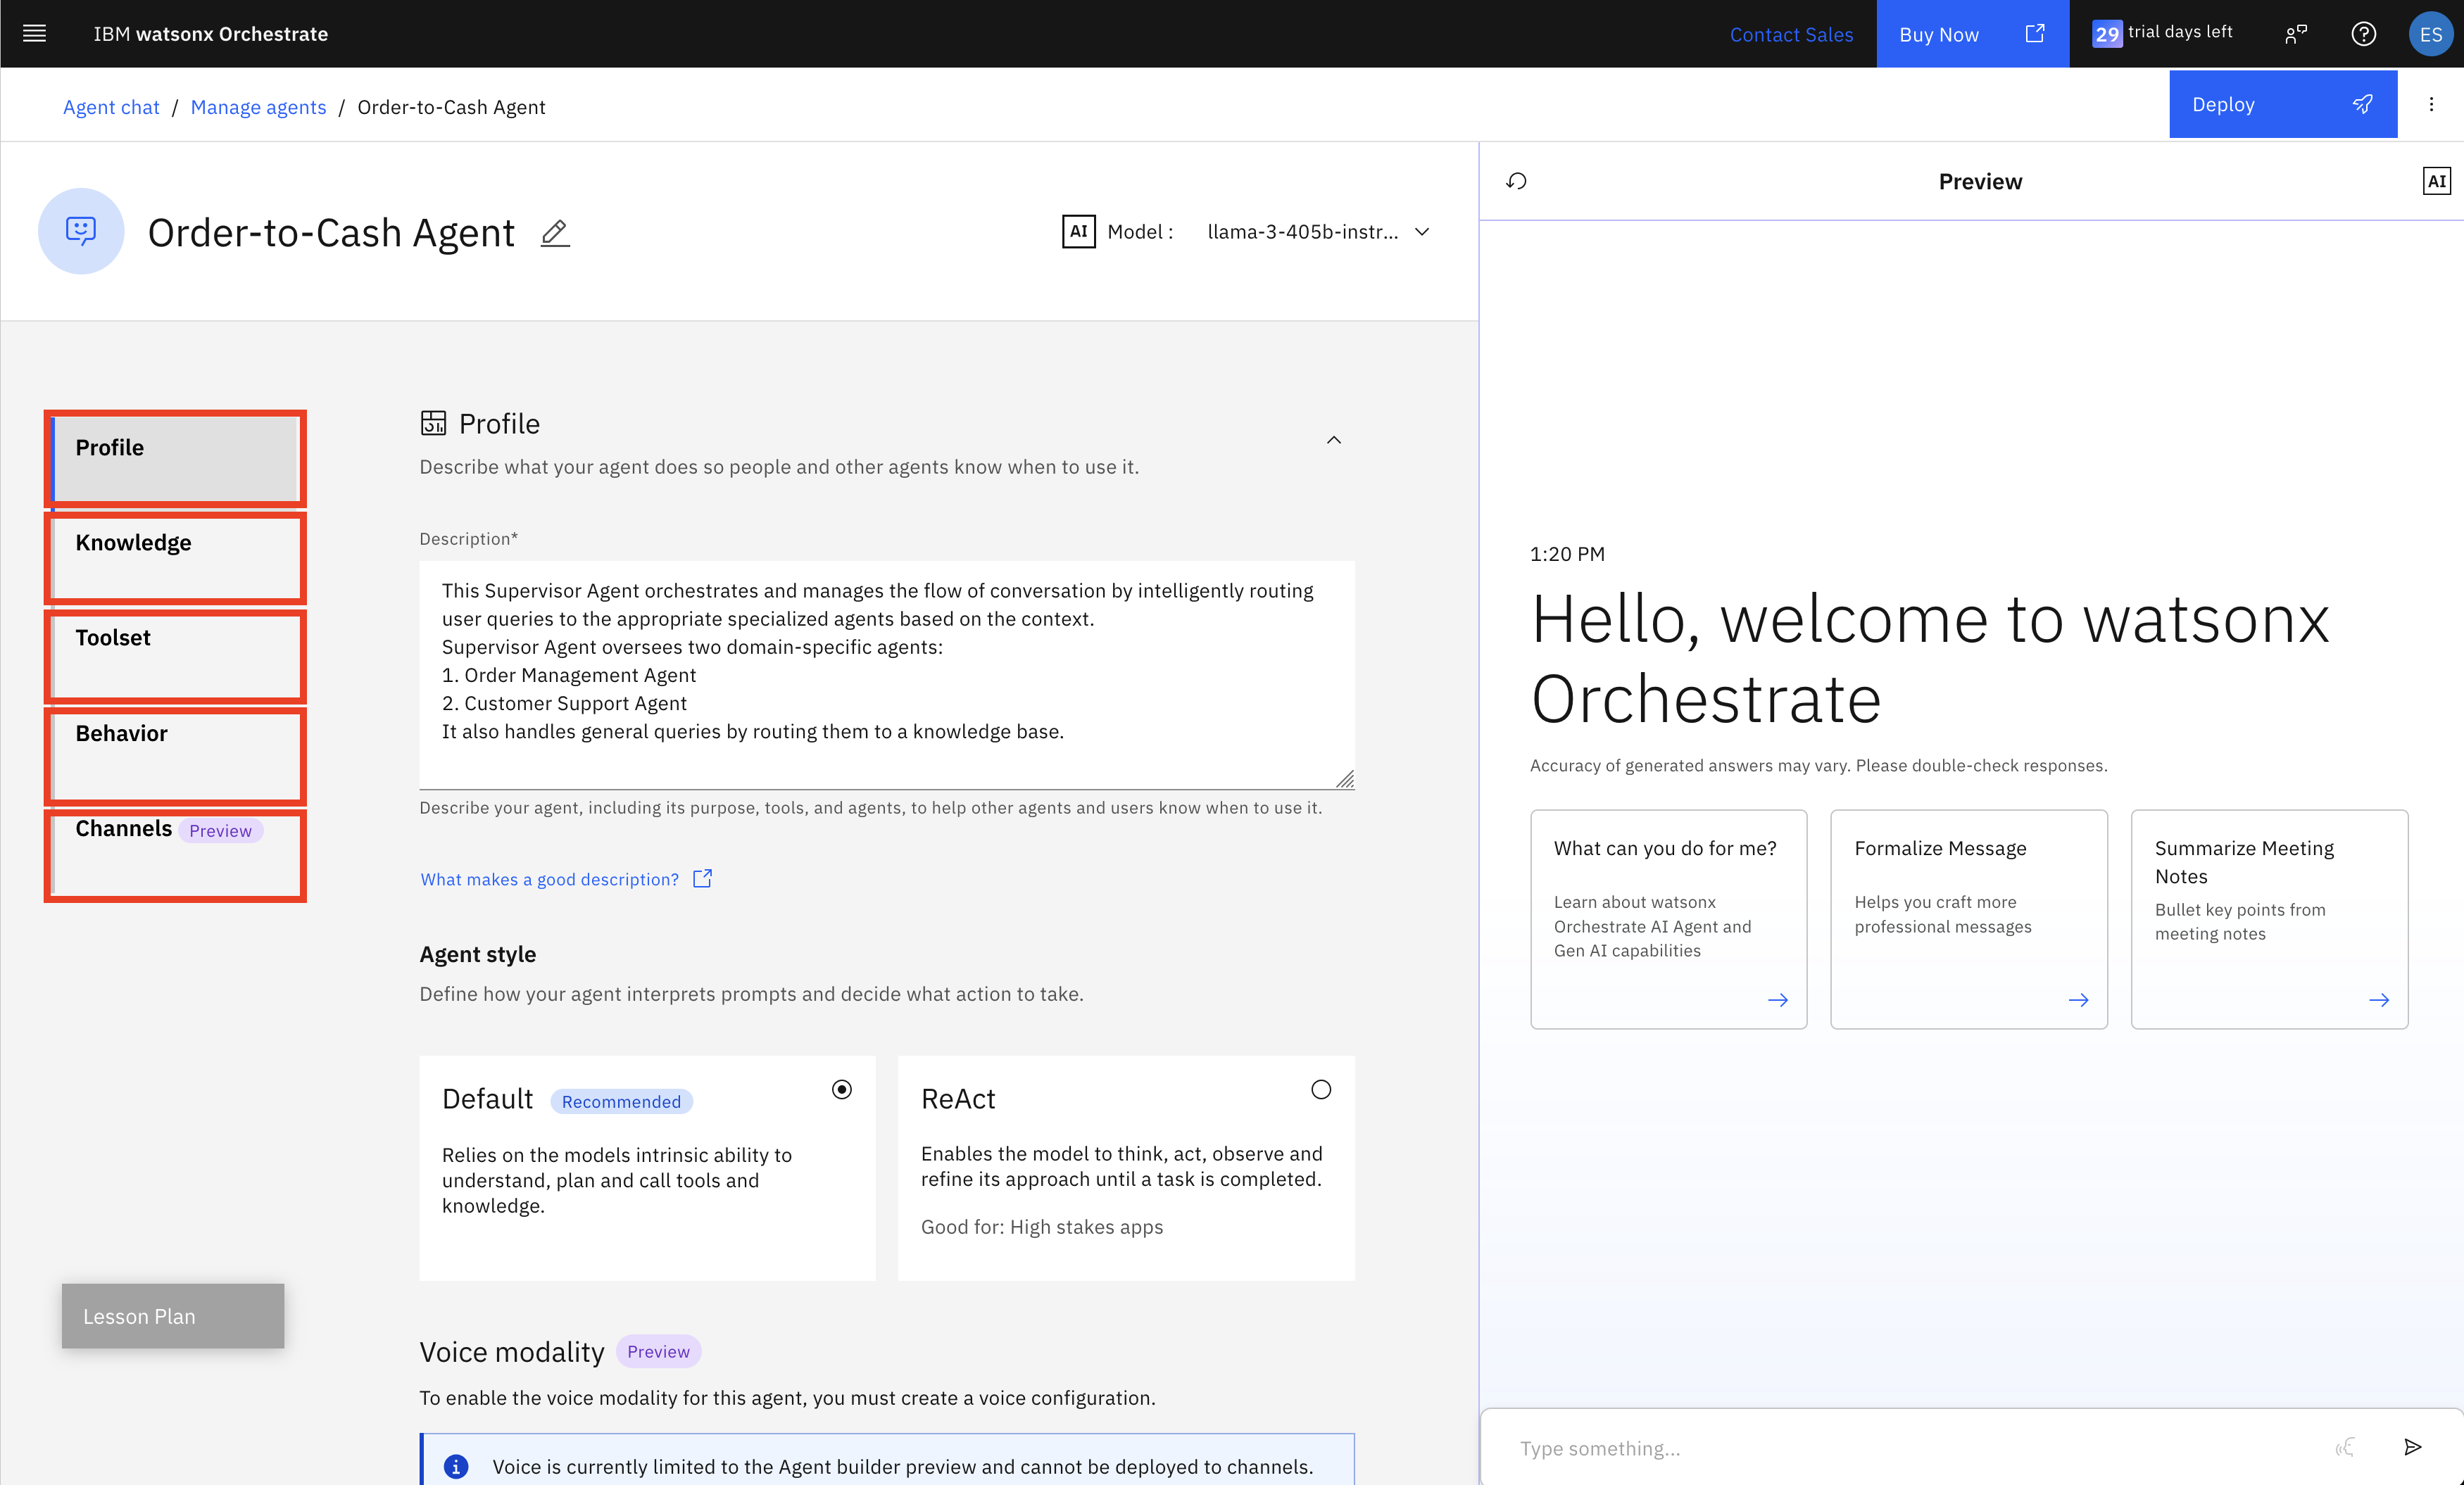 IBM watsonx Orchestrate
Contact Sales
Buy Now
29 trial days left
ES
Agent chat / Manage agents / Order-to-Cash Agent
Deploy
Order-to-Cash Agent
AI Model : llama-3-405b-instr...
Profile
Knowledge
Toolset
Behavior
Channels Preview
Lesson Plan
Profile
Describe what your agent does so people and other agents know when to use it.
Description*
This Supervisor Agent orchestrates and manages the flow of conversation by intelligently routing
user queries to the appropriate specialized agents based on the context.
Supervisor Agent oversees two domain-specific agents:
1. Order Management Agent
2. Customer Support Agent
It also handles general queries by routing them to a knowledge base.
Describe your agent, including its purpose, tools, and agents, to help other agents and users know when to use it.
What makes a good description?
Agent style
Define how your agent interprets prompts and decide what action to take.
Default Recommended
Relies on the models intrinsic ability to
understand, plan and call tools and
knowledge.
ReAct
Enables the model to think, act, observe and
refine its approach until a task is completed.
Good for: High stakes apps
Voice modality Preview
To enable the voice modality for this agent, you must create a voice configuration.
Voice is currently limited to the Agent builder preview and cannot be deployed to channels.
Preview
AI
1:20 PM
Hello, welcome to watsonx
Orchestrate
Accuracy of generated answers may vary. Please double-check responses.
What can you do for me?
Learn about watsonx
Orchestrate AI Agent and
Gen AI capabilities
Formalize Message
Helps you craft more
professional messages
Summarize Meeting
Notes
Bullet key points from
meeting notes
Type something...